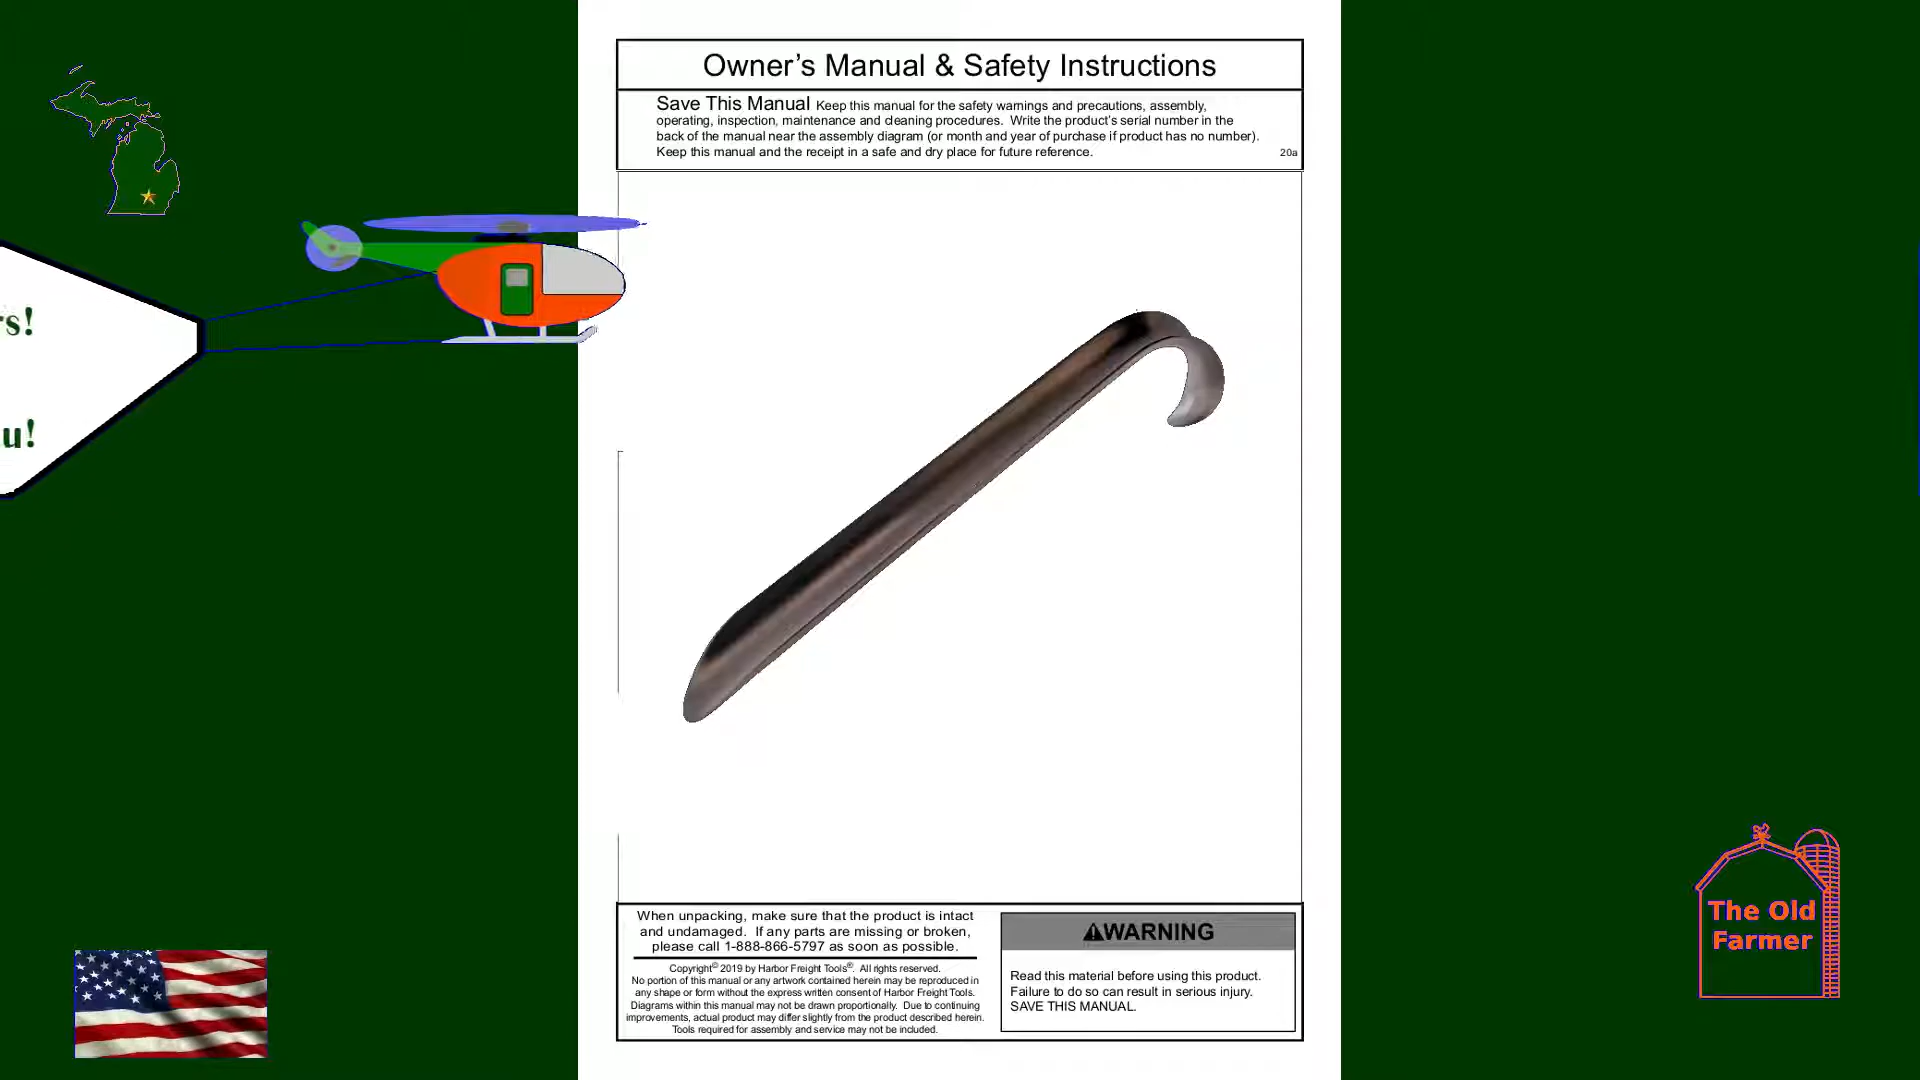 Owner's Manual & Safety Instructions
Save This Manual Keep this manual for the safety warnings and precautions, assembly,
operating, inspection, maintenance and cleaning procedures. Write the product's serial number in the
back of the manual near the assembly diagram (or month and year of purchase if product has no number).
Keep this manual and the receipt in a safe and dry place for future reference.
20a
s!
u!
When unpacking, make sure that the product is intact
and undamaged. If any parts are missing or broken,
please call 1-888-866-5797 as soon as possible.
Copyright© 2019 by Harbor Freight Tools®. All rights reserved.
No portion of this manual or any artwork contained herein may be reproduced in
any shape or form without the express written consent of Harbor Freight Tools.
Diagrams within this manual may not be drawn proportionally. Due to continuing
improvements, actual product may differ slightly from the product described herein.
Tools required for assembly and service may not be included.
⚠WARNING
Read this material before using this product.
Failure to do so can result in serious injury.
SAVE THIS MANUAL.
The Old
Farmer